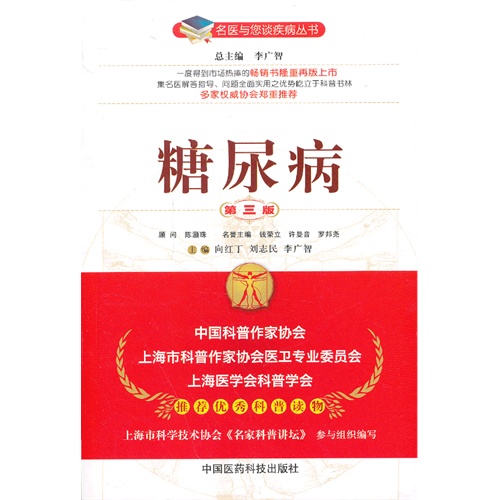 名医与您谈疾病丛书
总主编 李广智
一度得到市场热捧的畅销书隆重再版上市
集名医解答指导、问题全面实用之优势屹立于科普书林
多家权威协会郑重推荐
糖尿病
第三版
顾问 陈灏珠 名誉主编 钱荣立 许曼音 罗邦尧
主编 向红丁 刘志民 李广智
中国科普作家协会
上海市科普作家协会医卫专业委员会
上海医学会科普学会
推荐优秀科普读物
上海市科学技术协会《名家科普讲坛》 参与组织编写
中国医药科技出版社